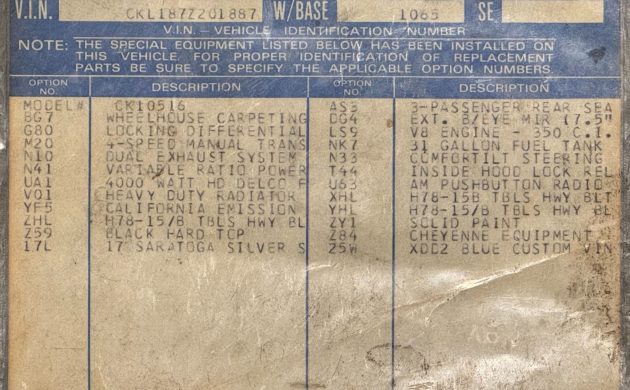 V.I.N. CKL187Z201887 W/BASE 1065 SE
V.I.N. - VEHICLE IDENTIFICATION NUMBER
NOTE: THE SPECIAL EQUIPMENT LISTED BELOW HAS BEEN INSTALLED ON
THIS VEHICLE. FOR PROPER IDENTIFICATION OF REPLACEMENT
PARTS BE SURE TO SPECIFY THE APPLICABLE OPTION NUMBERS.
OPTION NO. DESCRIPTION OPTION NO. DESCRIPTION
MODEL# CK10516 AS3 3-PASSENGER REAR SEA
BG7 WHEELHOUSE CARPETING DG4 EXT. B/EYE MIR (7.5"
G80 LOCKING DIFFERENTIAL LS9 V8 ENGINE - 350 C.I.
M20 4-SPEED MANUAL TRANS NK7 31 GALLON FUEL TANK
N10 DUAL EXHAUST SYSTEM N33 COMFORTILT STEERING
N41 VARIABLE RATIO POWER T44 INSIDE HOOD LOCK REL
UA1 4000 WATT HD DELCO F U63 AM PUSHBUTTON RADIO
V01 HEAVY DUTY RADIATOR XHL H78-15B TBLS HWY BLT
YF5 CALIFORNIA EMISSION YHL H78-15/B TBLS HWY BL
ZHL H78-15/B TBLS HWY BL ZY1 SOLID PAINT
Z59 BLACK HARD TOP Z84 CHEYENNE EQUIPMENT
17L 17 SARATOGA SILVER S 25W XDD2 BLUE CUSTOM VIN